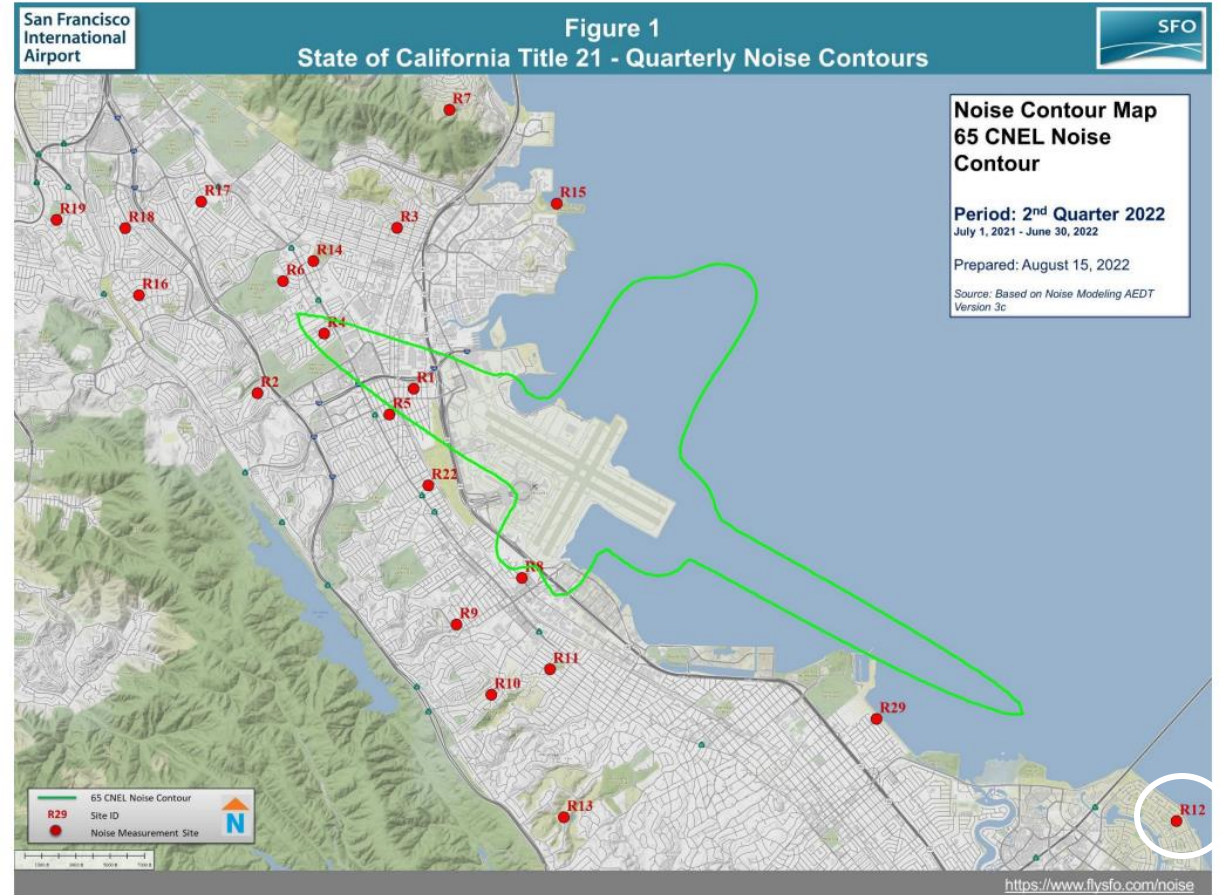 San Francisco
International
Airport
Figure 1
State of California Title 21 - Quarterly Noise Contours
SFO
Noise Contour Map
65 CNEL Noise
Contour
Period: 2nd Quarter 2022
July 1, 2021 - June 30, 2022
Prepared: August 15, 2022
Source: Based on Noise Modeling AEDT
Version 3c
R7
R15
R17
R19
R18
R3
R14
R6
R16
R4
R1
R2
R5
R22
R8
R9
R11
R10
R29
R13
R12
65 CNEL Noise Contour
R29
Site ID
Noise Measurement Site
N
https://www.flysfo.com/noise